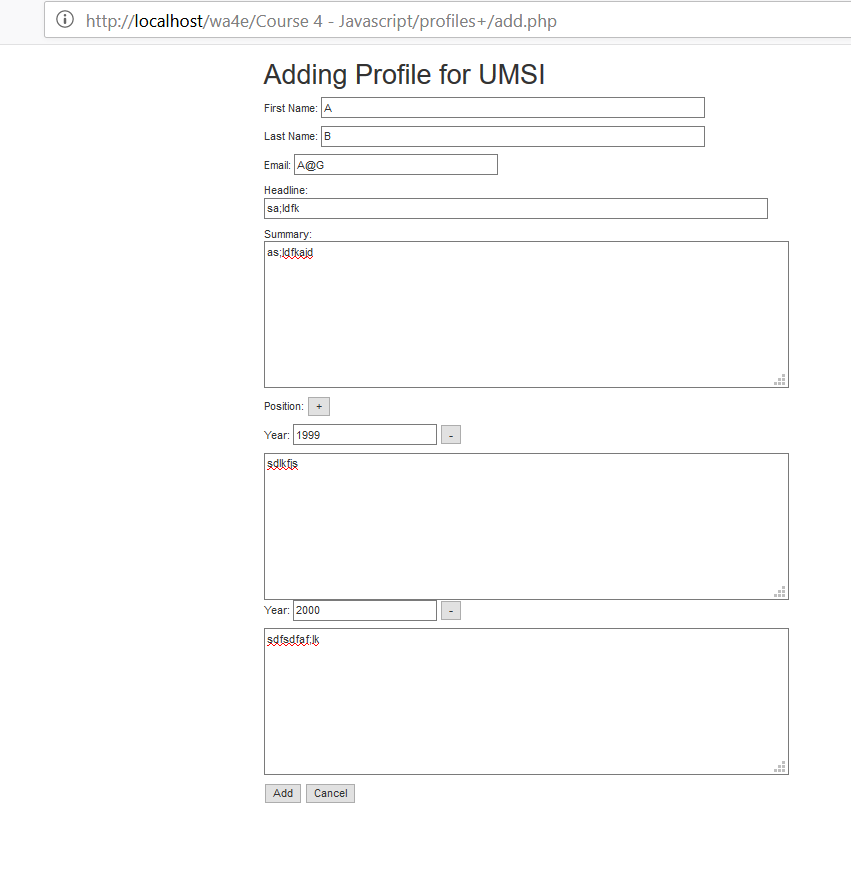 http://localhost/wa4e/Course 4 - Javascript/profiles+/add.php
Adding Profile for UMSI
First Name: A
Last Name: B
Email: A@G
Headline:
sa;ldfk
Summary:
as;ldfkajd
Position: +
Year: 1999 -
sdlkfjs
Year: 2000 -
sdfsdfaf;lk
Add Cancel